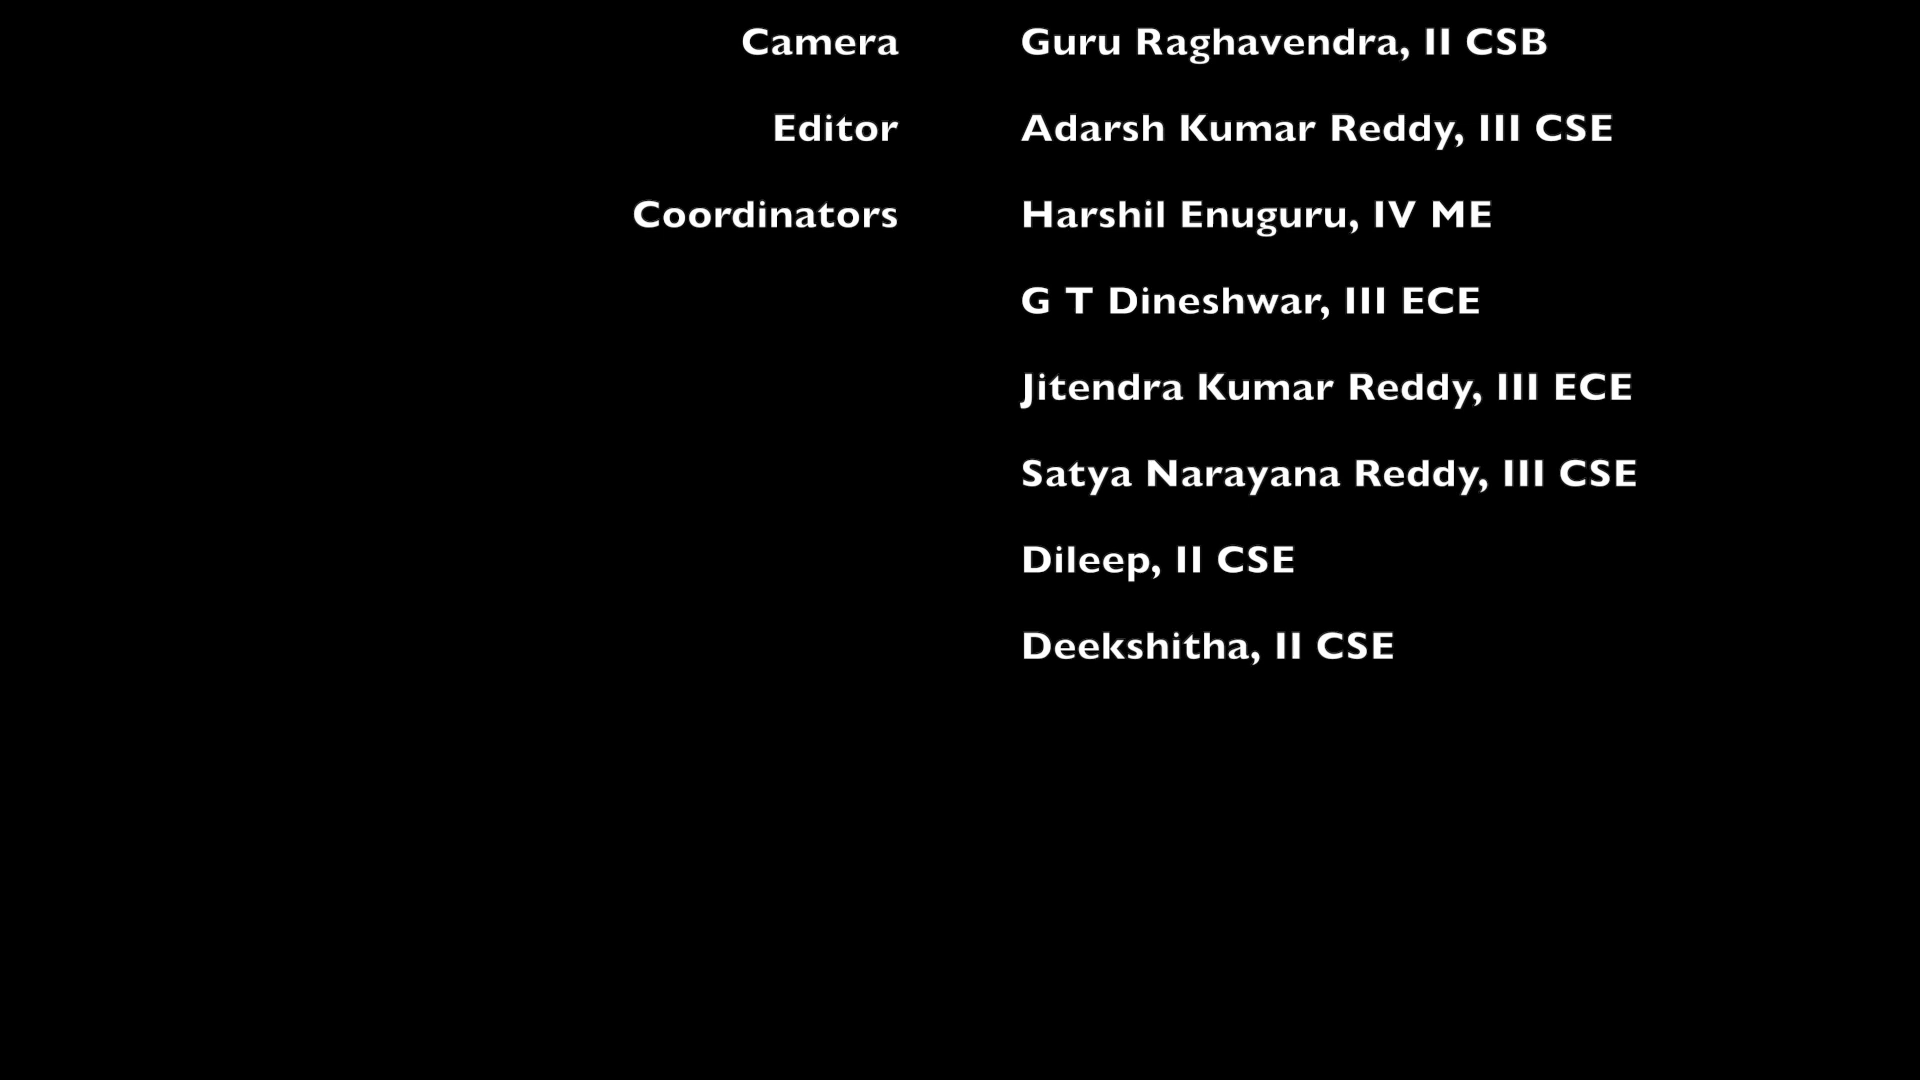 Camera Guru Raghavendra, II CSB
Editor Adarsh Kumar Reddy, III CSE
Coordinators Harshil Enuguru, IV ME
G T Dineshwar, III ECE
Jitendra Kumar Reddy, III ECE
Satya Narayana Reddy, III CSE
Dileep, II CSE
Deekshitha, II CSE